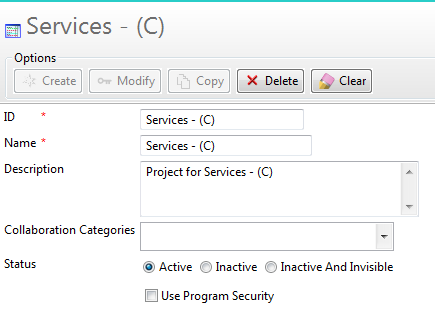 Services - (C)
Options
Create Modify Copy Delete Clear
ID * Services - (C)
Name * Services - (C)
Description Project for Services - (C)
Collaboration Categories
Status Active Inactive Inactive And Invisible
Use Program Security